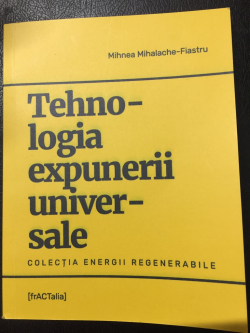 Mihnea Mihalache-Fiastru
Tehno-
logia
expunerii
univer-
sale
COLECȚIA ENERGII REGENERABILE
[frACTalia]